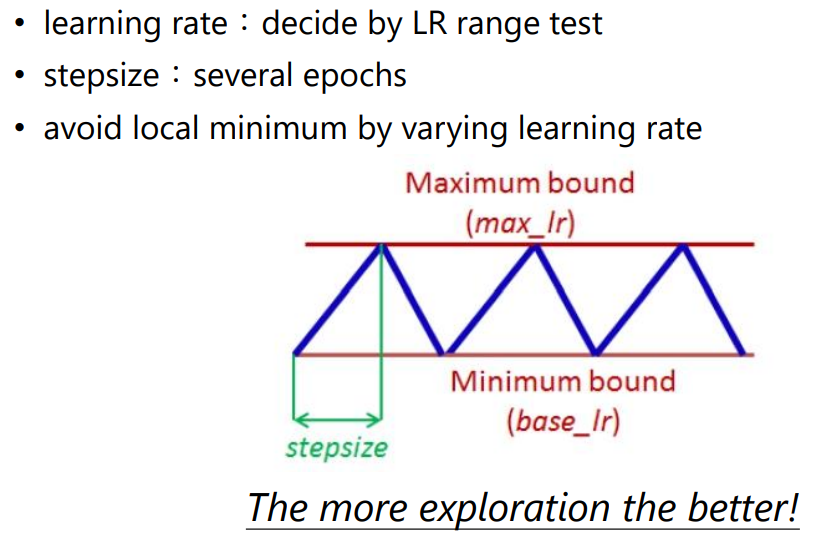 • learning rate：decide by LR range test
• stepsize：several epochs
• avoid local minimum by varying learning rate
Maximum bound
(max_lr)
Minimum bound
(base_lr)
stepsize
The more exploration the better!